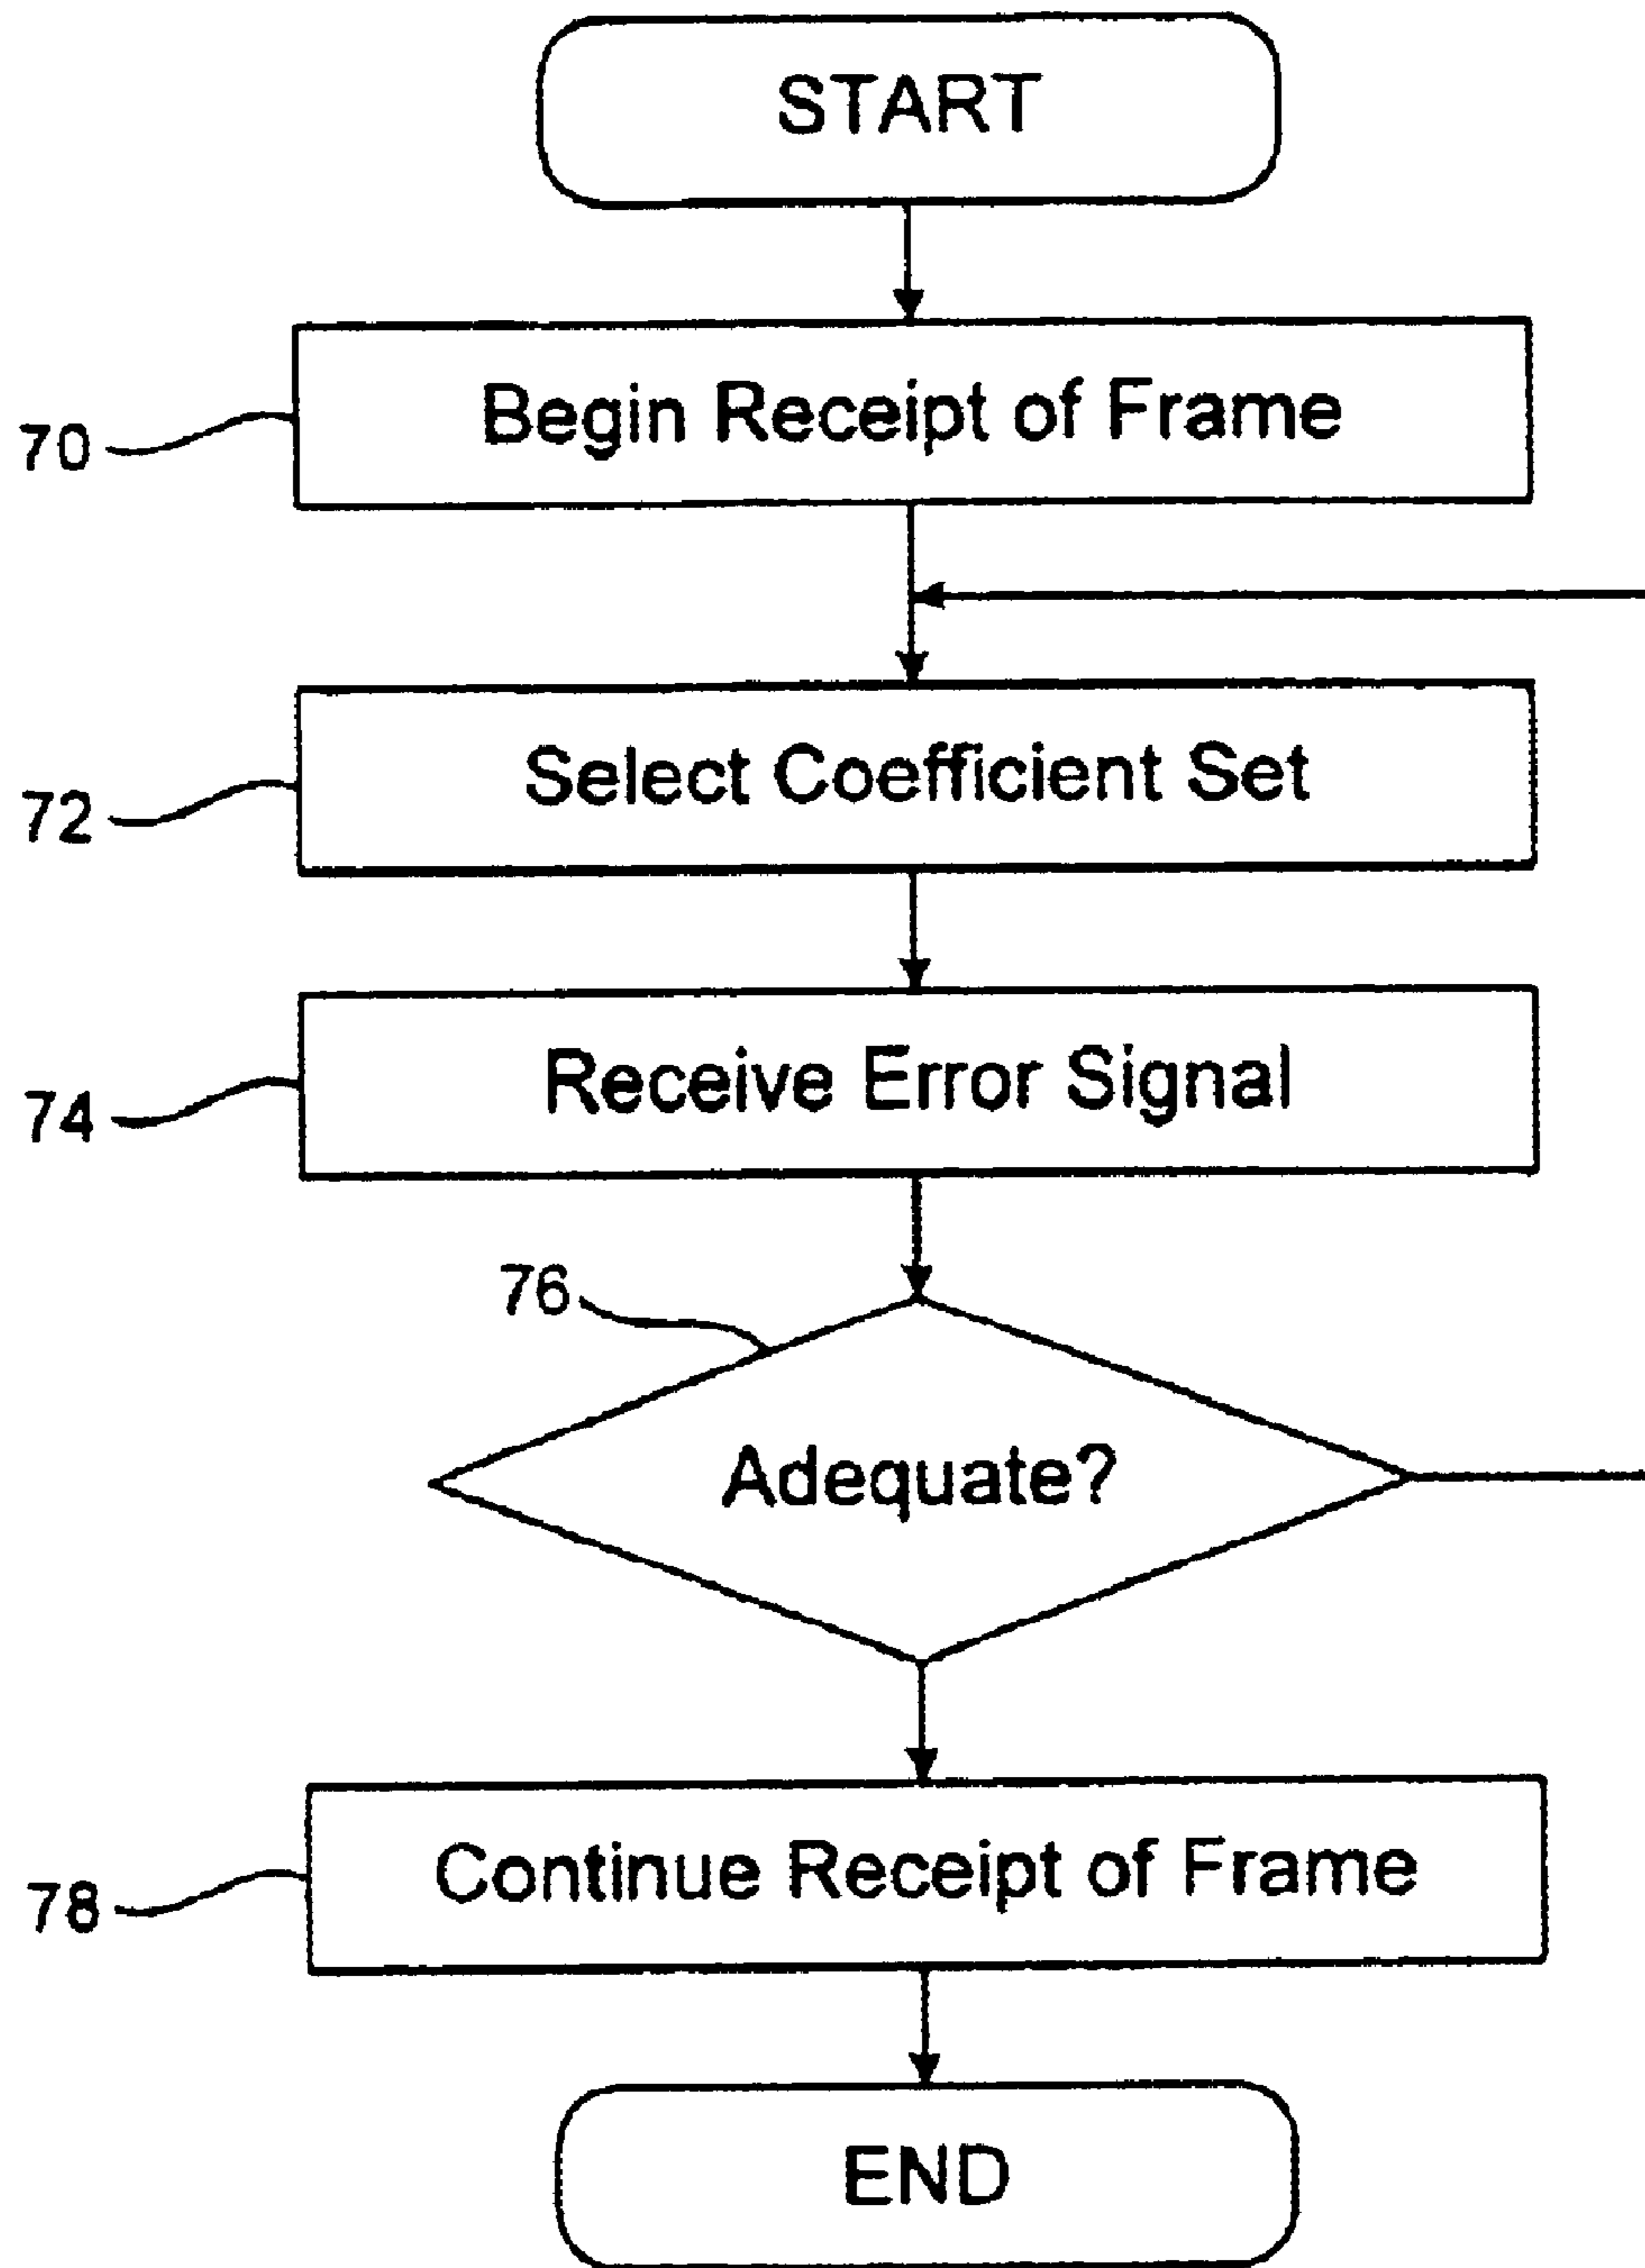 START
70
Begin Receipt of Frame
72
Select Coefficient Set
74
Receive Error Signal
76
Adequate?
78
Continue Receipt of Frame
END